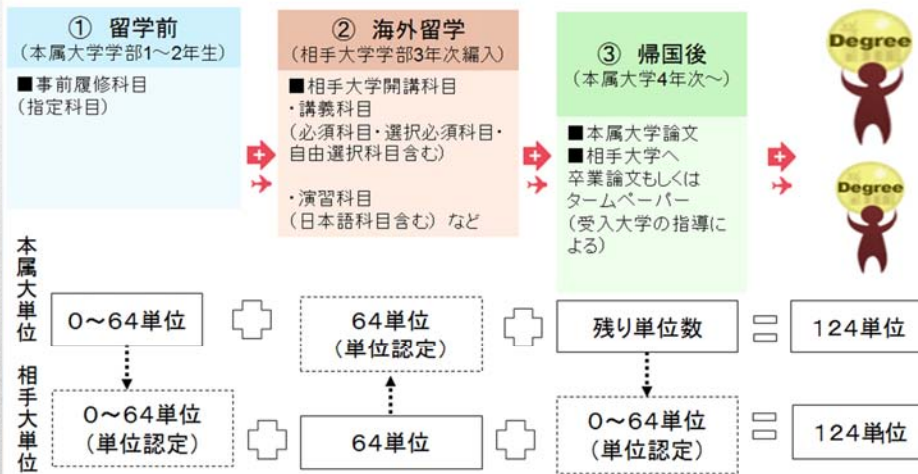 ① 留学前
(本属大学学部1～2年生)
■事前履修科目
(指定科目)
② 海外留学
(相手大学学部3年次編入)
■相手大学開講科目
・講義科目
(必須科目・選択必須科目・
自由選択科目含む)
・演習科目
(日本語科目含む) など
③ 帰国後
(本属大学4年次～)
■本属大学論文
■相手大学へ
卒業論文もしくは
タームペーパー
(受入大学の指導に
よる)
Degree
Degree
本属大単位
0～64単位
64単位
(単位認定)
残り単位数
124単位
相手大単位
0～64単位
(単位認定)
64単位
0～64単位
(単位認定)
124単位